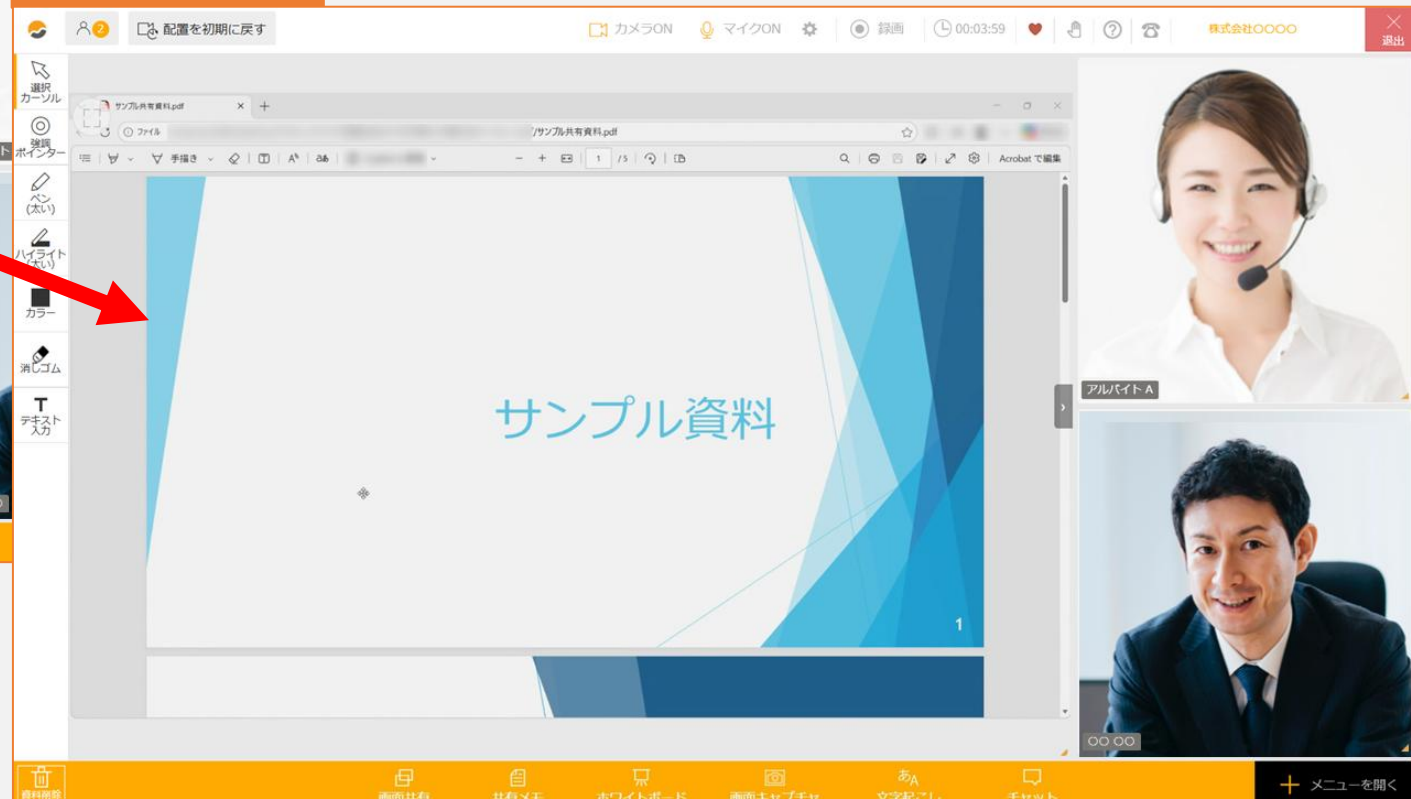 2
配置を初期に戻す
カメラON
マイクON
録画
00:03:59
株式会社○○○○
退出
選択
カーソル
強調
ポインター
ペン
(太い)
ハイライト
(太い)
カラー
消しゴム
T
テキスト
入力
サンプル共有資料.pdf
ファイル
/サンプル共有資料.pdf
手描き
aあ
1
/5
Acrobat で編集
サンプル資料
1
アルバイト A
○○ ○○
資料削除
画面共有
共有メモ
ホワイトボード
画面キャプチャ
文字起こし
チャット
メニューを開く